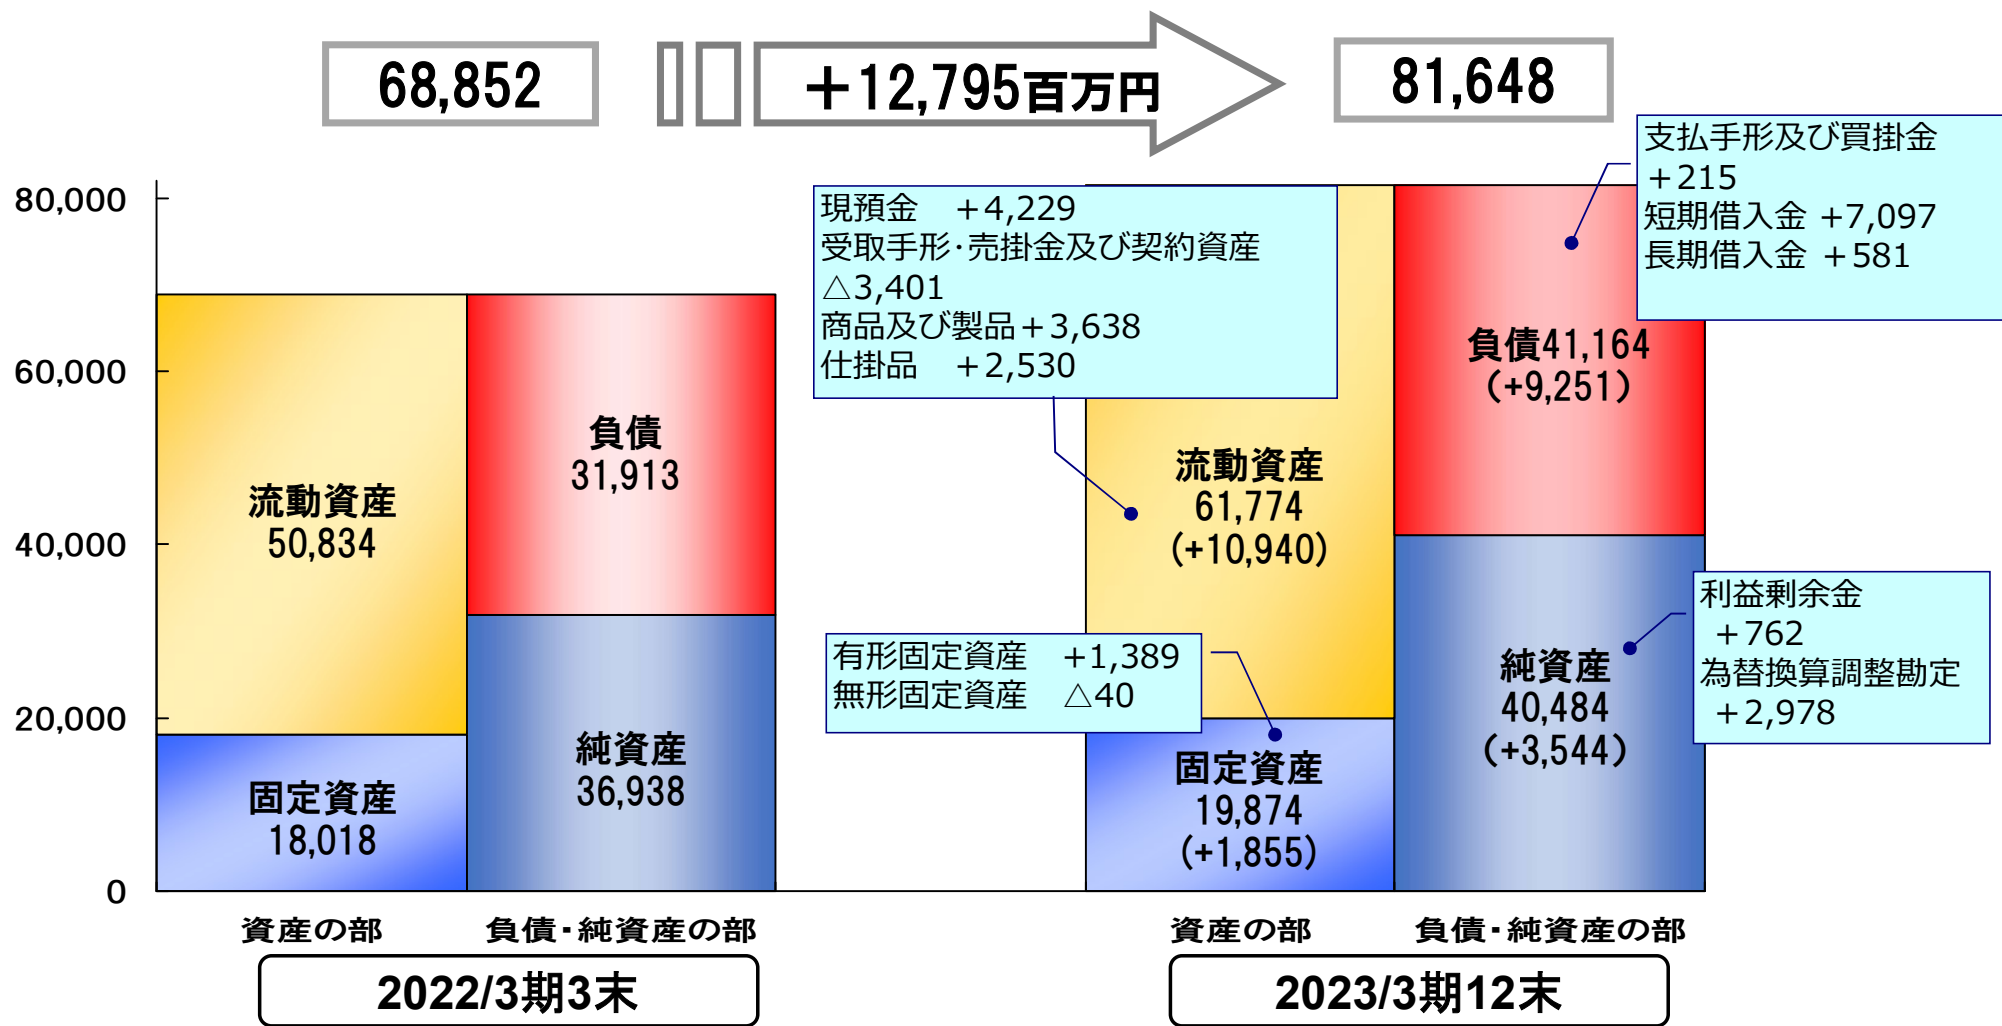 68,852
＋12,795百万円
81,648
支払手形及び買掛金
＋215
短期借入金 ＋7,097
長期借入金 ＋581
現預金　＋4,229
受取手形・売掛金及び契約資産
△3,401
商品及び製品＋3,638
仕掛品　＋2,530
80,000
60,000
40,000
20,000
0
流動資産
50,834
固定資産
18,018
負債
31,913
純資産
36,938
流動資産
61,774
(+10,940)
有形固定資産　＋1,389
無形固定資産　△40
固定資産
19,874
(+1,855)
負債41,164
(+9,251)
純資産
40,484
(+3,544)
利益剰余金
＋762
為替換算調整勘定
＋2,978
資産の部
負債・純資産の部
資産の部
負債・純資産の部
2022/3期3末
2023/3期12末